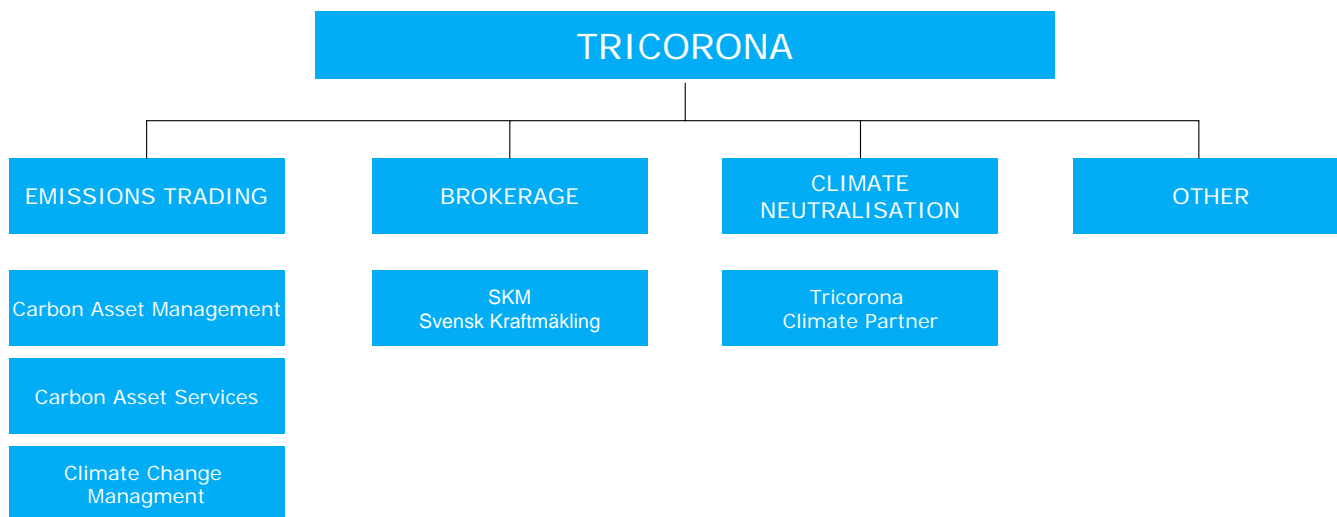 TRICORONA
EMISSIONS TRADING
BROKERAGE
CLIMATE
NEUTRALISATION
OTHER
Carbon Asset Management
SKM
Svensk Kraftmäkling
Tricorona
Climate Partner
Carbon Asset Services
Climate Change
Managment